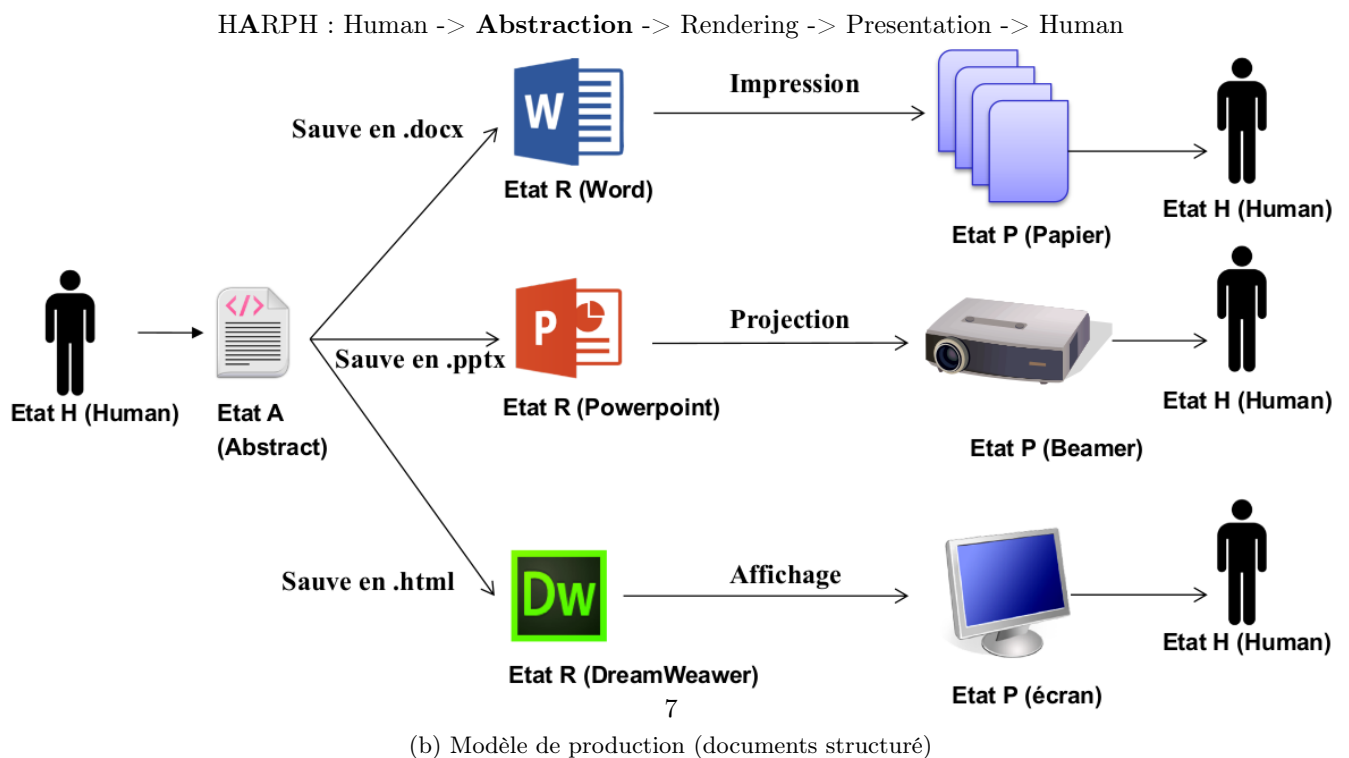 HARPH : Human -> Abstraction -> Rendering -> Presentation -> Human
Impression
Sauve en .docx
W
Etat R (Word)
Etat P (Papier)
Etat H (Human)
</>
Projection
P
Sauve en .pptx
Etat H (Human)
Etat A
(Abstract)
Etat R (Powerpoint)
Etat H (Human)
Etat P (Beamer)
Sauve en .html
Affichage
Dw
Etat R (DreamWeawer)
Etat P (écran)
Etat H (Human)
7
(b) Modèle de production (documents structuré)